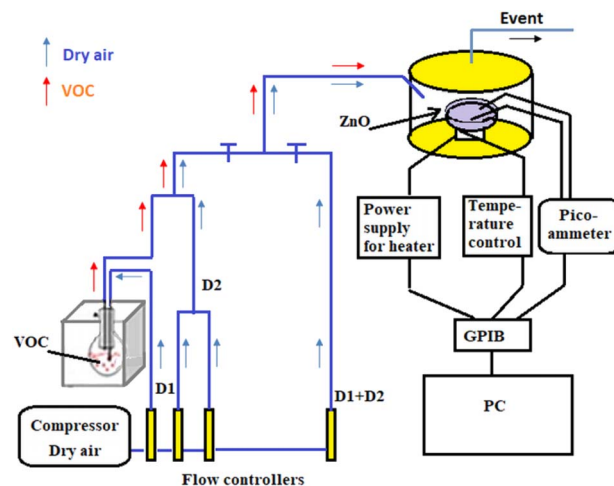 Event
Dry air
VOC
ZnO
Power
supply
for heater
Tempe-
rature
control
Pico-
ammeter
D2
VOC
GPIB
D1
D1+D2
PC
Compressor
Dry air
Flow controllers